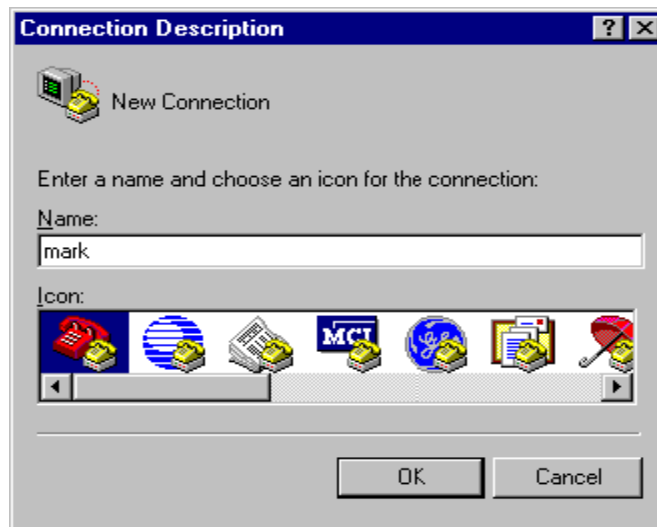 Connection Description
New Connection
Enter a name and choose an icon for the connection:
Name:
mark
Icon:
MCI
OK Cancel